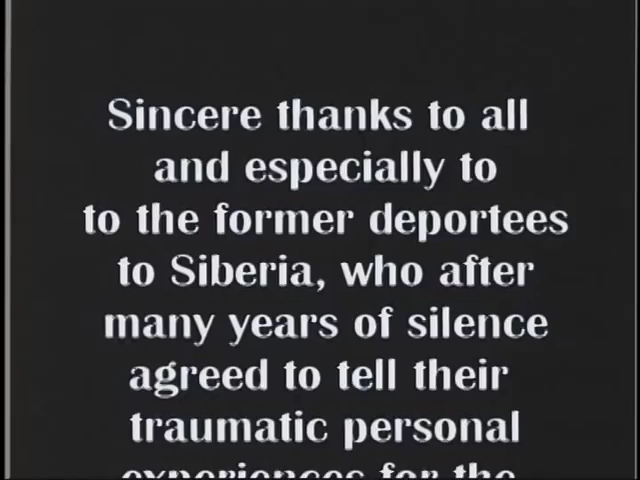 Sincere thanks to all
and especially to
to the former deportees
to Siberia, who after
many years of silence
agreed to tell their
traumatic personal
experiences for the